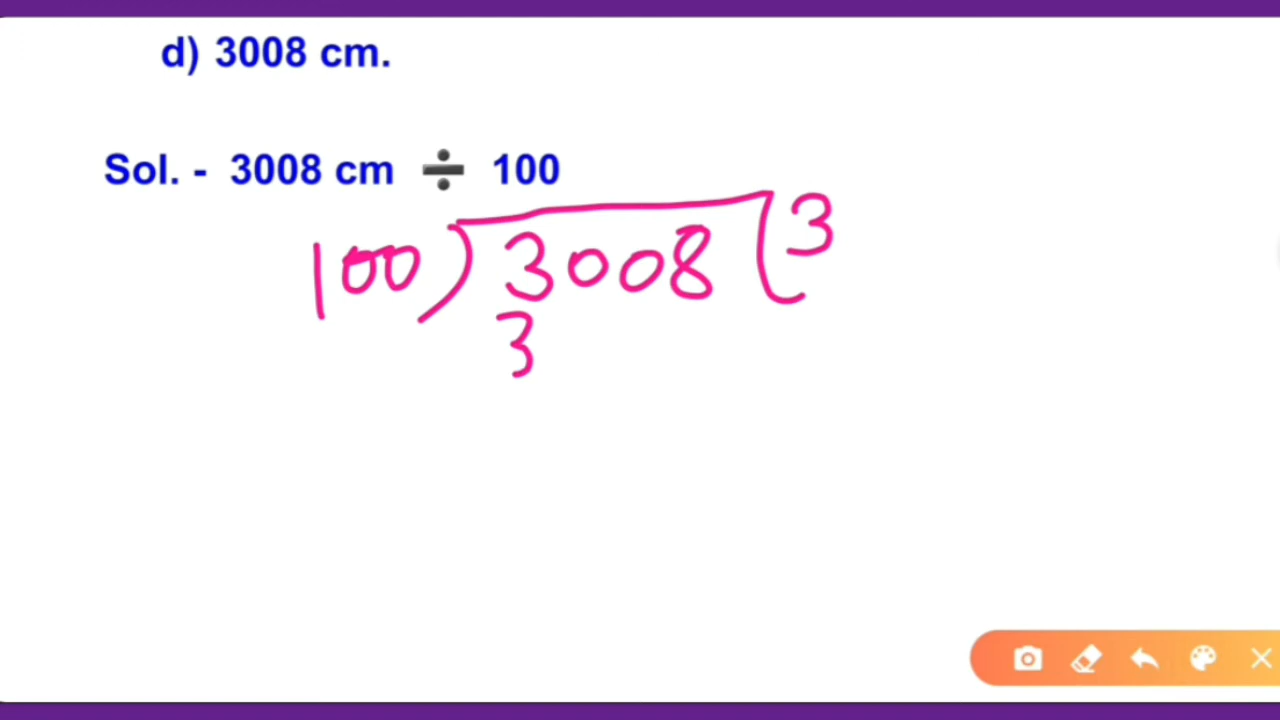 d) 3008 cm.
Sol. - 3008 cm ÷ 100
100) 3008 (3
3